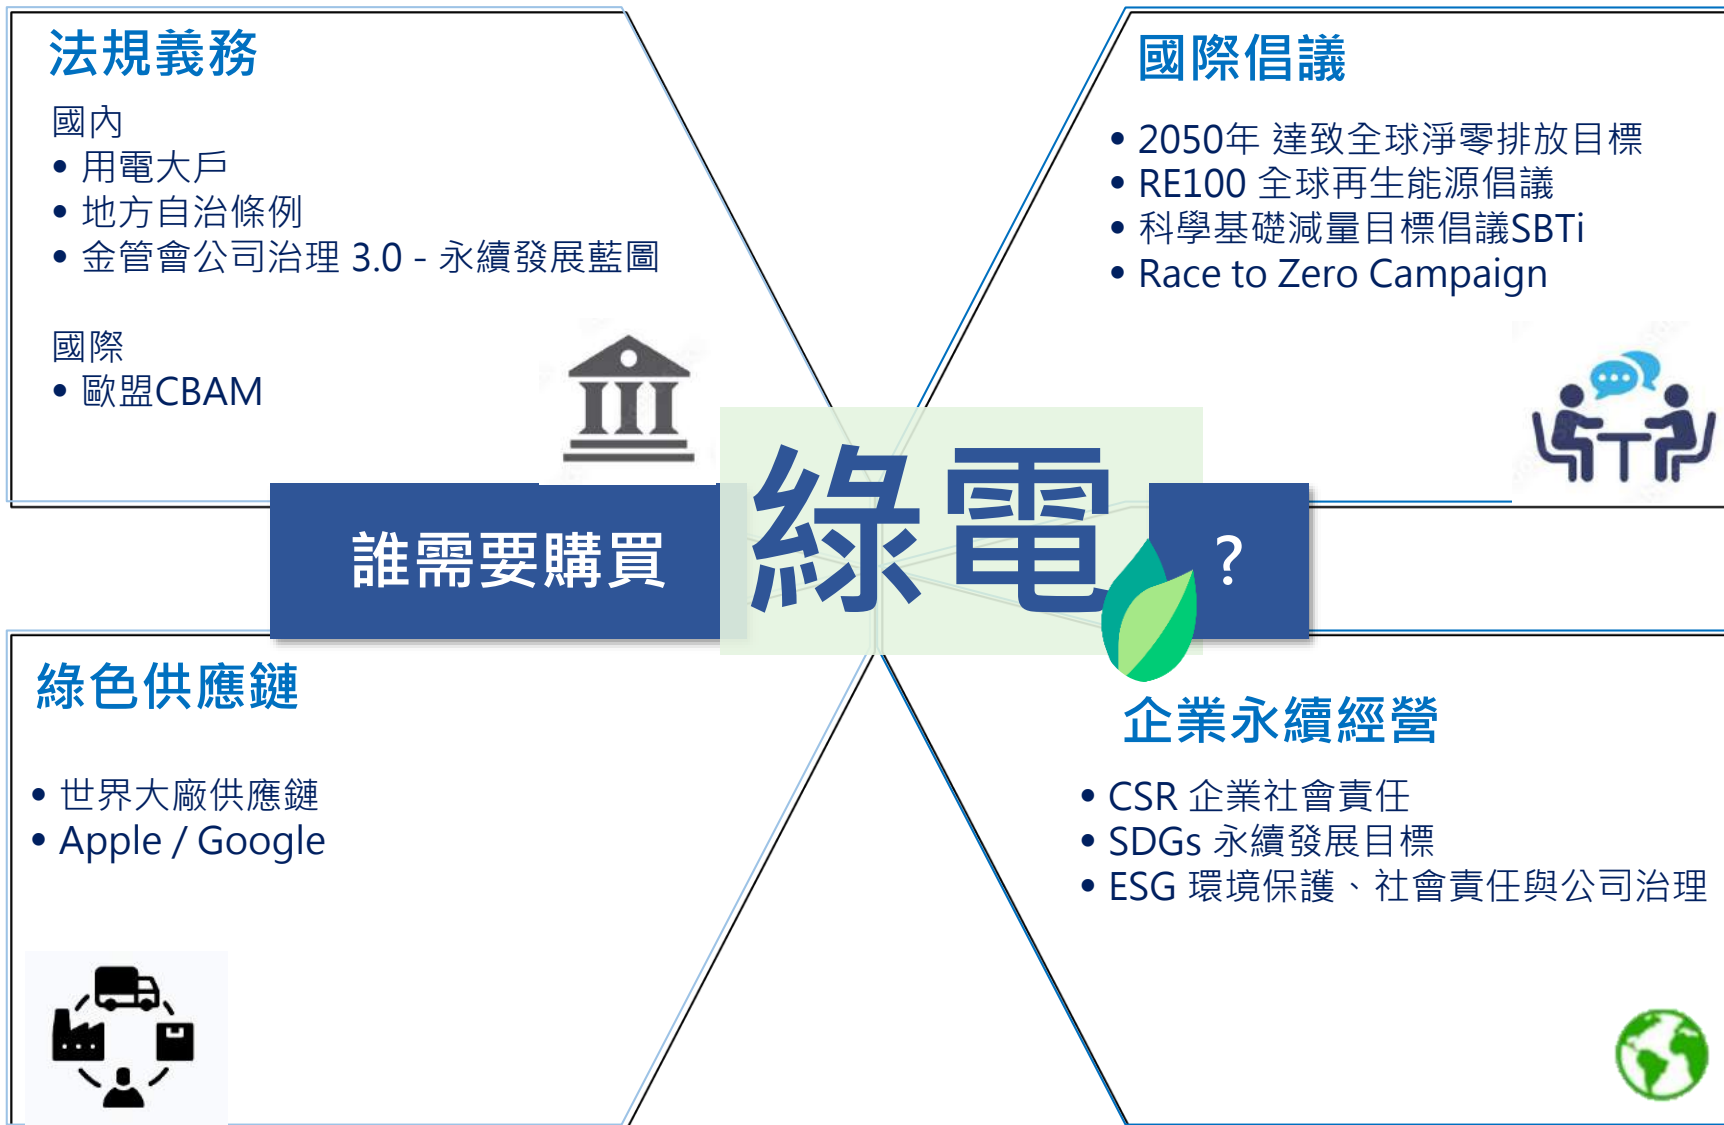 法規義務
國內
• 用電大戶
• 地方自治條例
• 金管會公司治理 3.0 - 永續發展藍圖
國際
• 歐盟CBAM
國際倡議
• 2050年 達致全球淨零排放目標
• RE100 全球再生能源倡議
• 科學基礎減量目標倡議SBTi
• Race to Zero Campaign
誰需要購買 綠電 ?
綠色供應鏈
• 世界大廠供應鏈
• Apple / Google
企業永續經營
• CSR 企業社會責任
• SDGs 永續發展目標
• ESG 環境保護、社會責任與公司治理